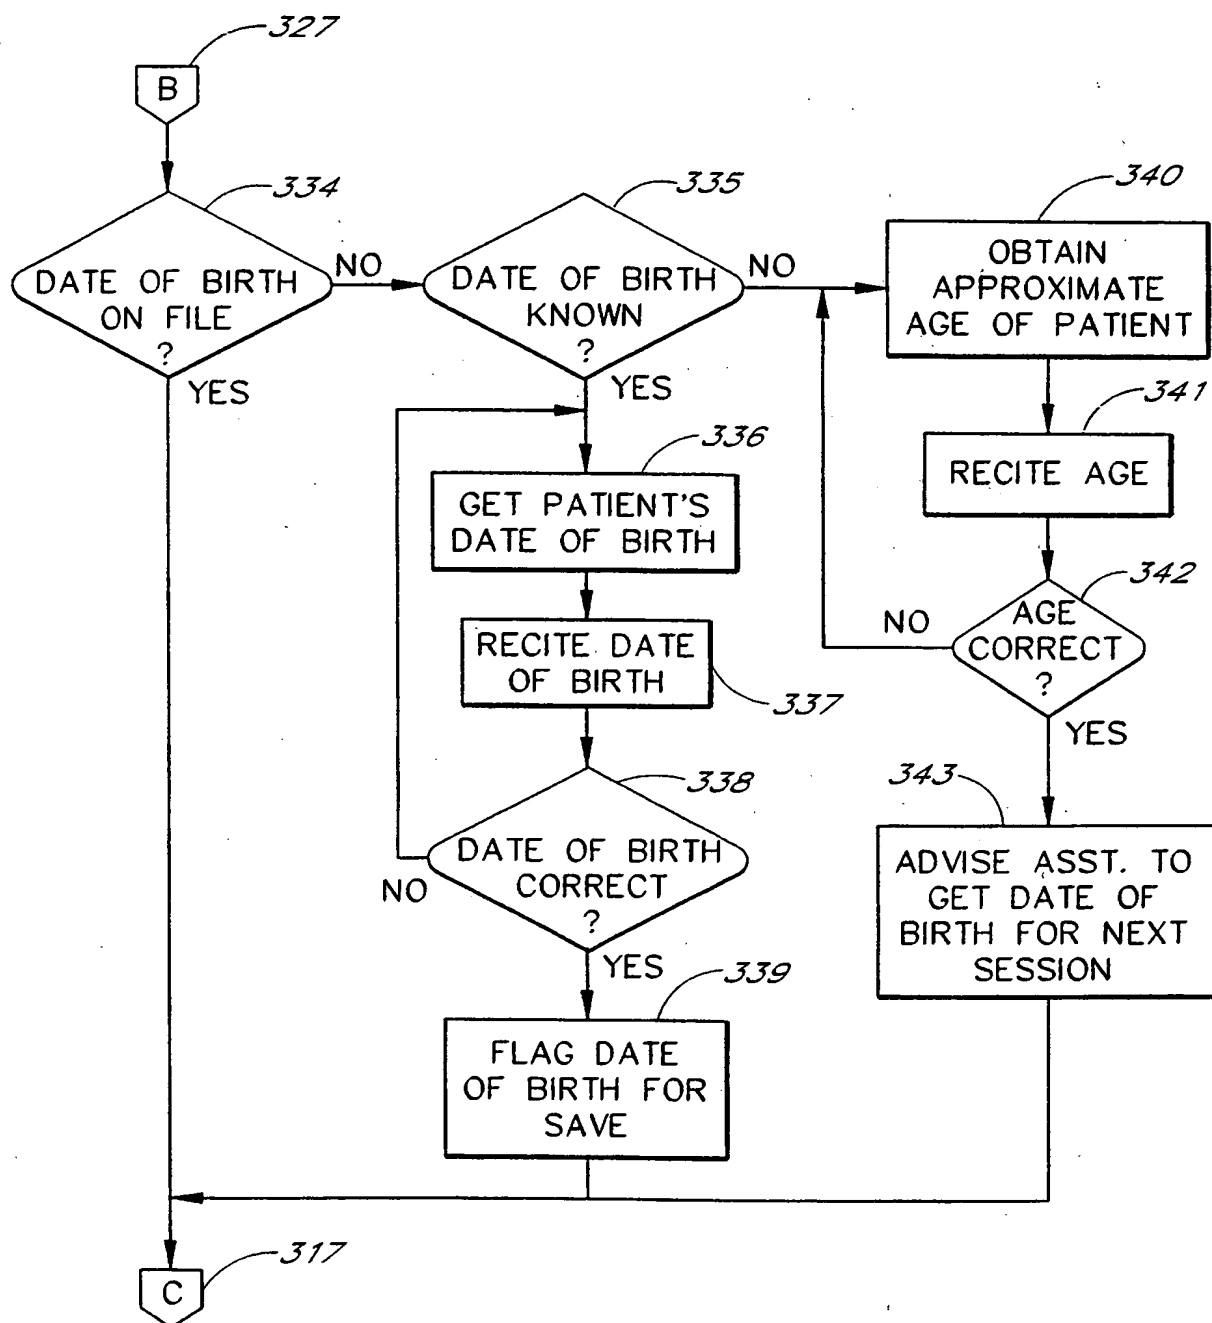 327
B
334
DATE OF BIRTH
ON FILE
?
NO
YES
335
DATE OF BIRTH
KNOWN
?
NO
YES
336
GET PATIENT'S
DATE OF BIRTH
RECITE DATE
OF BIRTH
337
338
DATE OF BIRTH
CORRECT
?
NO
YES
339
FLAG DATE
OF BIRTH FOR
SAVE
340
OBTAIN
APPROXIMATE
AGE OF PATIENT
341
RECITE AGE
342
AGE
CORRECT
?
NO
YES
343
ADVISE ASST. TO
GET DATE OF
BIRTH FOR NEXT
SESSION
317
C